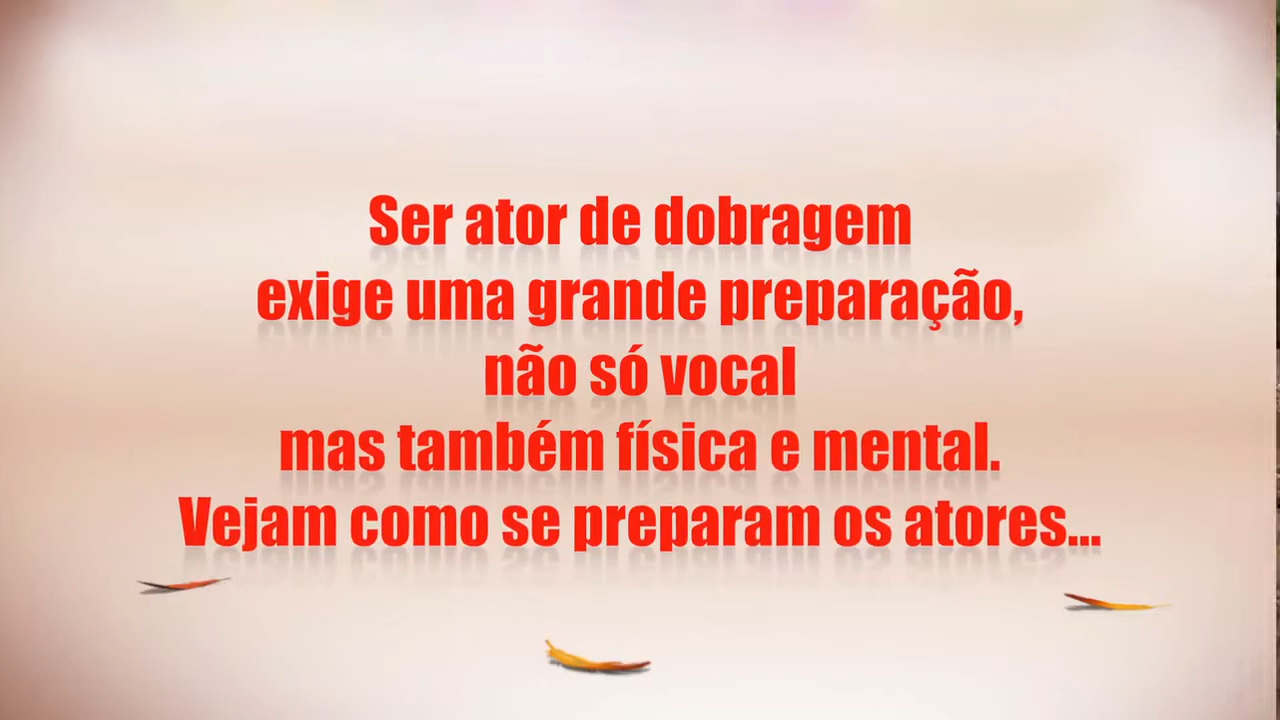 Ser ator de dobragem
exige uma grande preparação,
não só vocal
mas também física e mental.
Vejam como se preparam os atores...